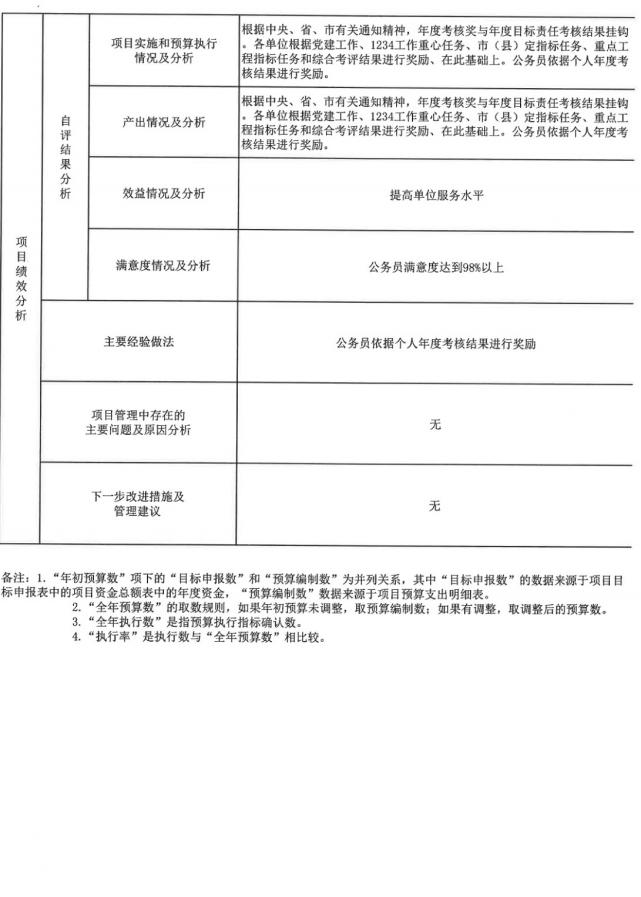 项目绩效分析
自评结果分析
项目实施和预算执行
情况及分析
根据中央、省、市有关通知精神，年度考核奖与年度目标责任考核结果挂钩
。各单位根据党建工作、1234工作重心任务、市（县）定指标任务、重点工
程指标任务和综合考评结果进行奖励、在此基础上。公务员依据个人年度考
核结果进行奖励。
产出情况及分析
根据中央、省、市有关通知精神，年度考核奖与年度目标责任考核结果挂钩
。各单位根据党建工作、1234工作重心任务、市（县）定指标任务、重点工
程指标任务和综合考评结果进行奖励、在此基础上。公务员依据个人年度考
核结果进行奖励。
效益情况及分析
提高单位服务水平
满意度情况及分析
公务员满意度达到98%以上
主要经验做法
公务员依据个人年度考核结果进行奖励
项目管理中存在的
主要问题及原因分析
无
下一步改进措施及
管理建议
无
备注：1.“年初预算数”项下的“目标申报数”和“预算编制数”为并列关系，其中“目标申报数”的数据来源于项目目
标申报表中的项目资金总额表中的年度资金，“预算编制数”数据来源于项目预算支出明细表。
2.“全年预算数”的取数规则，如果年初预算未调整，取预算编制数；如果有调整，取调整后的预算数。
3.“全年执行数”是指预算执行指标确认数。
4.“执行率”是执行数与“全年预算数”相比较。